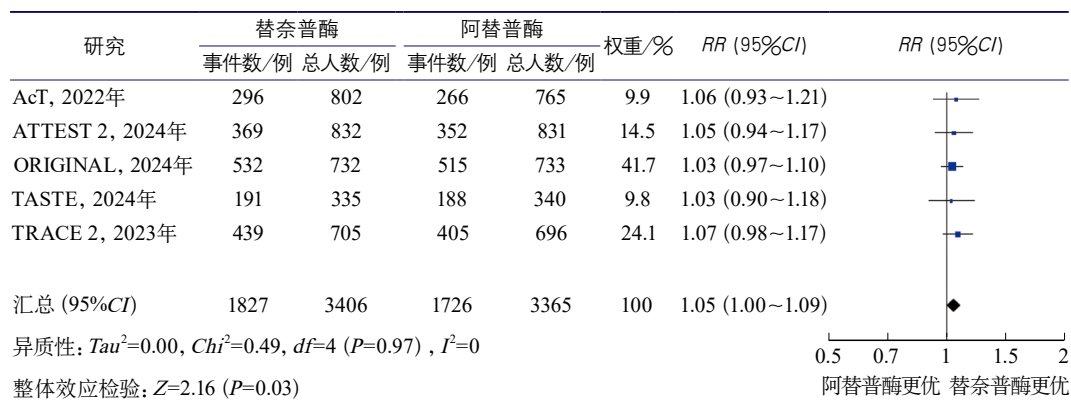 研究 替奈普酶 阿替普酶 权重/% RR (95%CI) RR (95%CI)
事件数/例 总人数/例 事件数/例 总人数/例
AcT, 2022年 296 802 266 765 9.9 1.06 (0.93~1.21)
ATTEST 2, 2024年 369 832 352 831 14.5 1.05 (0.94~1.17)
ORIGINAL, 2024年 532 732 515 733 41.7 1.03 (0.97~1.10)
TASTE, 2024年 191 335 188 340 9.8 1.03 (0.90~1.18)
TRACE 2, 2023年 439 705 405 696 24.1 1.07 (0.98~1.17)
汇总 (95%CI) 1827 3406 1726 3365 100 1.05 (1.00~1.09)
异质性: Tau²=0.00, Chi²=0.49, df=4 (P=0.97) , I²=0
整体效应检验: Z=2.16 (P=0.03)
0.5 0.7 1 1.5 2
阿替普酶更优 替奈普酶更优